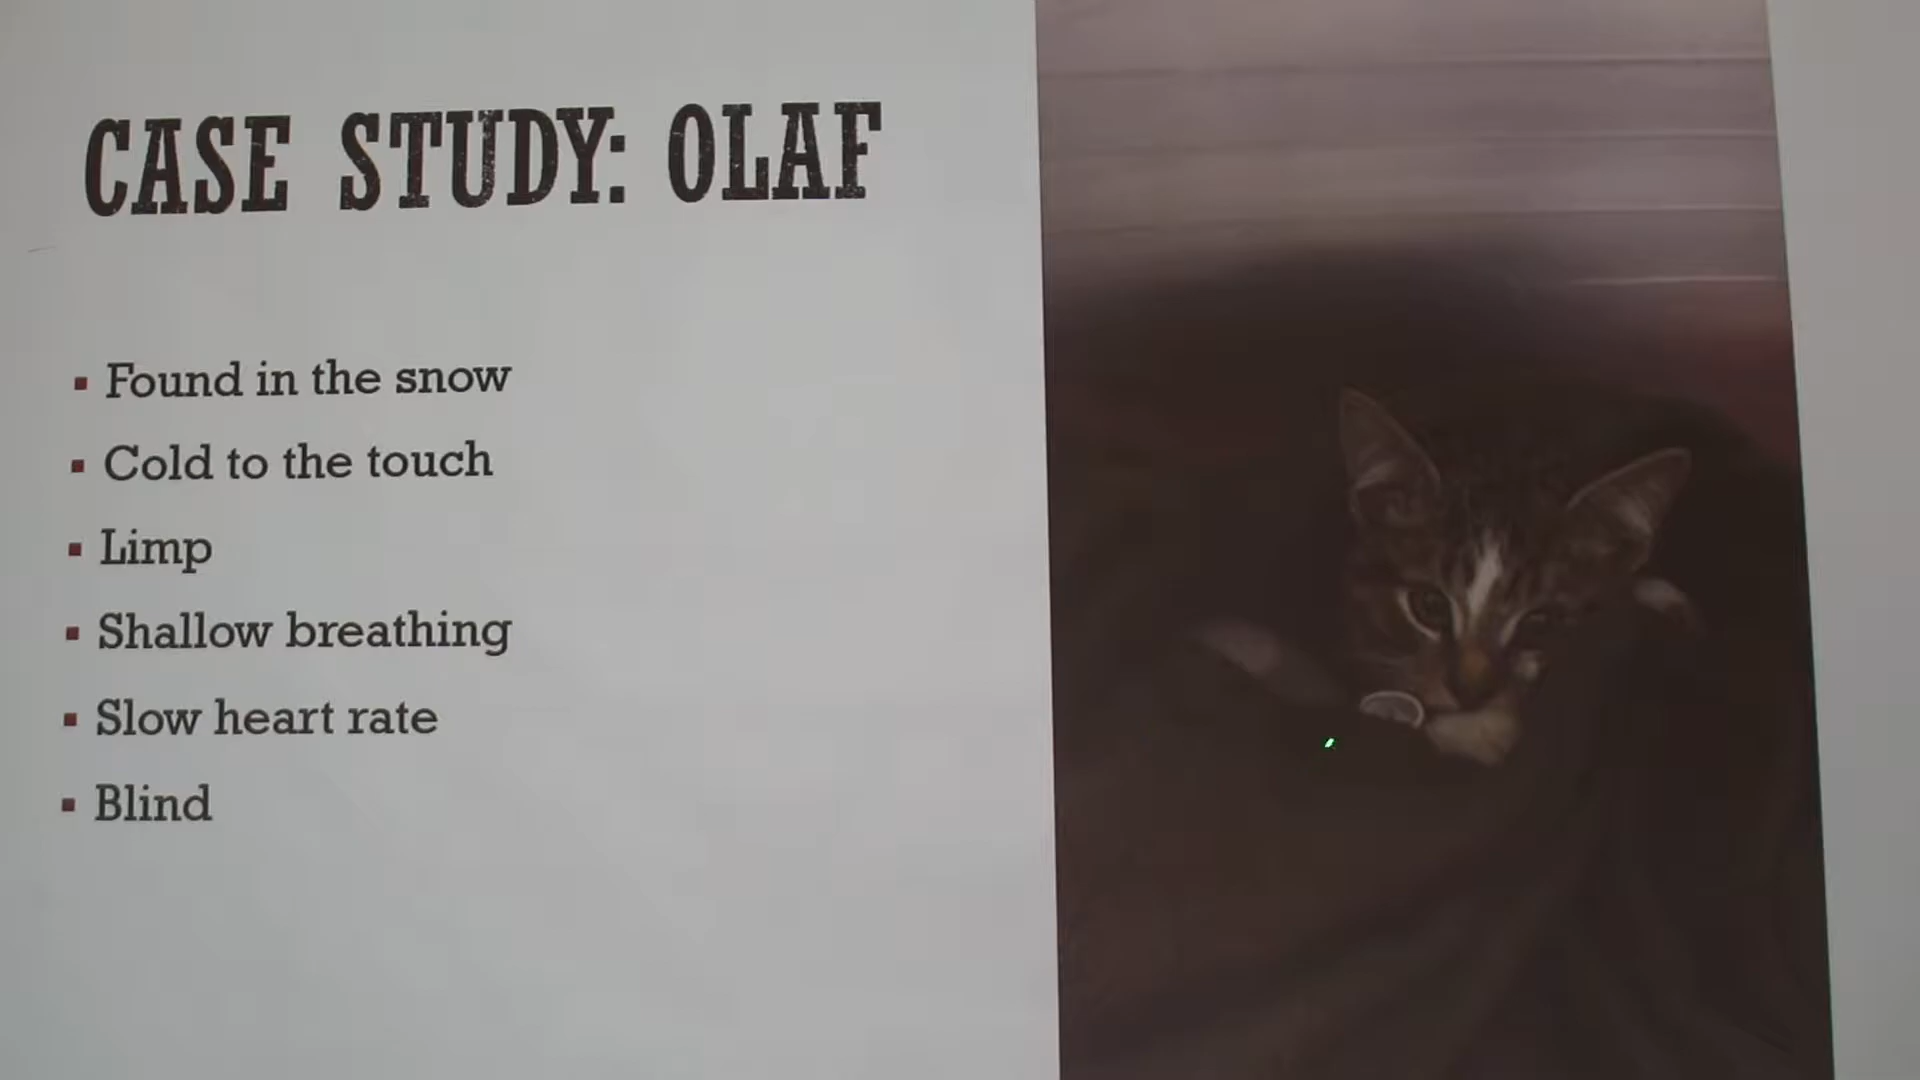 CASE STUDY: OLAF
Found in the snow
Cold to the touch
Limp
Shallow breathing
Slow heart rate
Blind